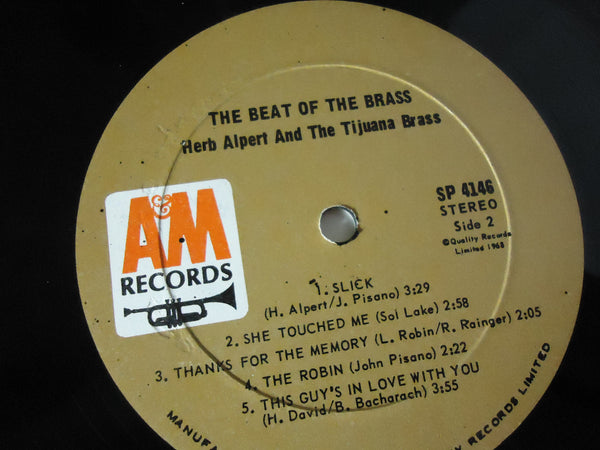 THE BEAT OF THE BRASS
Herb Alpert And The Tijuana Brass
A&M
RECORDS
SP 4146
STEREO
Side 2
©Quality Records
Limited 1968
1. SLICK
(H. Alpert/J. Pisano) 3:29
2. SHE TOUCHED ME (Sol Lake) 2:58
3. THANKS FOR THE MEMORY (L. Robin/R. Rainger) 2:05
4. THE ROBIN (John Pisano) 2:22
5. THIS GUY'S IN LOVE WITH YOU
(H. David/B. Bacharach) 3:55
MANUFA
Y RECORDS LIMITED